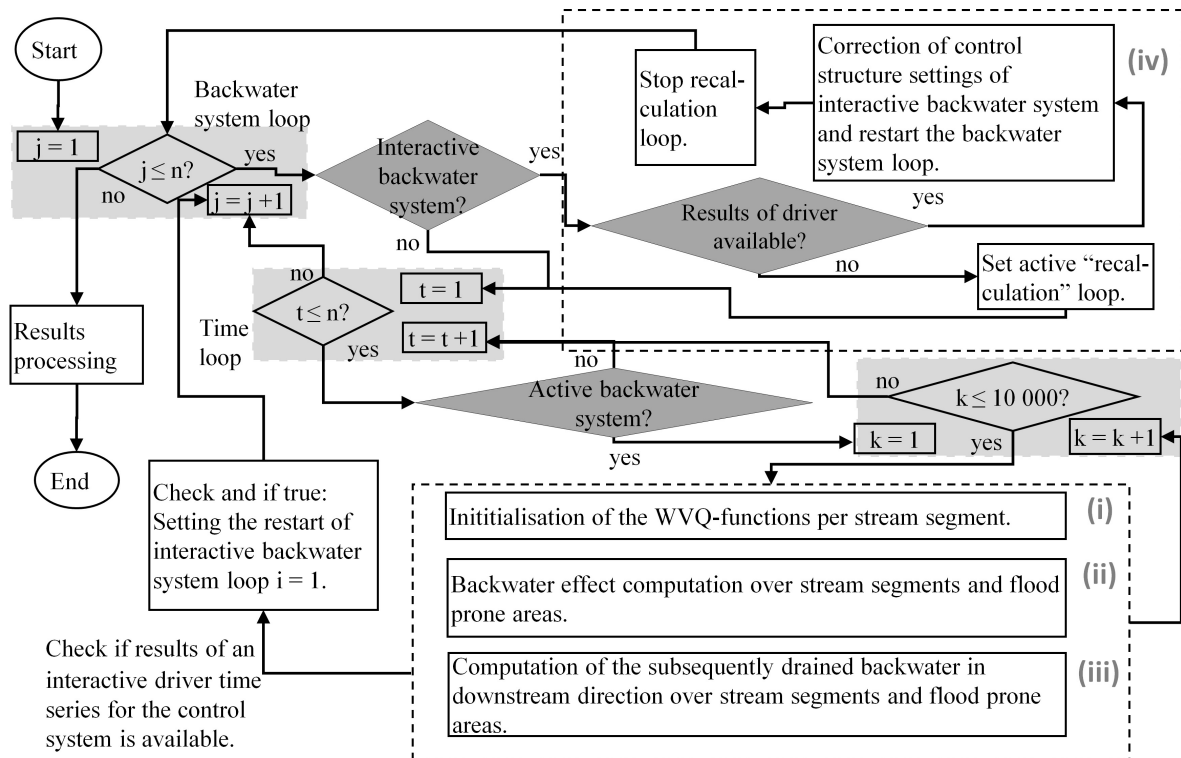 Start
Backwater
system loop
j = 1
j ≤ n?
yes
no
j = j +1
Interactive
backwater
system?
yes
no
Stop recal-
culation
loop.
Correction of control
structure settings of
interactive backwater system
and restart the backwater
system loop.
(iv)
Results of driver
available?
yes
no
Set active “recal-
culation” loop.
Results
processing
End
Time
loop
no
t ≤ n?
yes
t = 1
t = t +1
Active backwater
system?
no
yes
no
k ≤ 10 000?
k = 1
yes
k = k +1
Check and if true:
Setting the restart of
interactive backwater
system loop i = 1.
Check if results of an
interactive driver time
series for the control
system is available.
Inititialisation of the WVQ-functions per stream segment.
(i)
Backwater effect computation over stream segments and flood
prone areas.
(ii)
Computation of the subsequently drained backwater in
downstream direction over stream segments and flood prone
areas.
(iii)